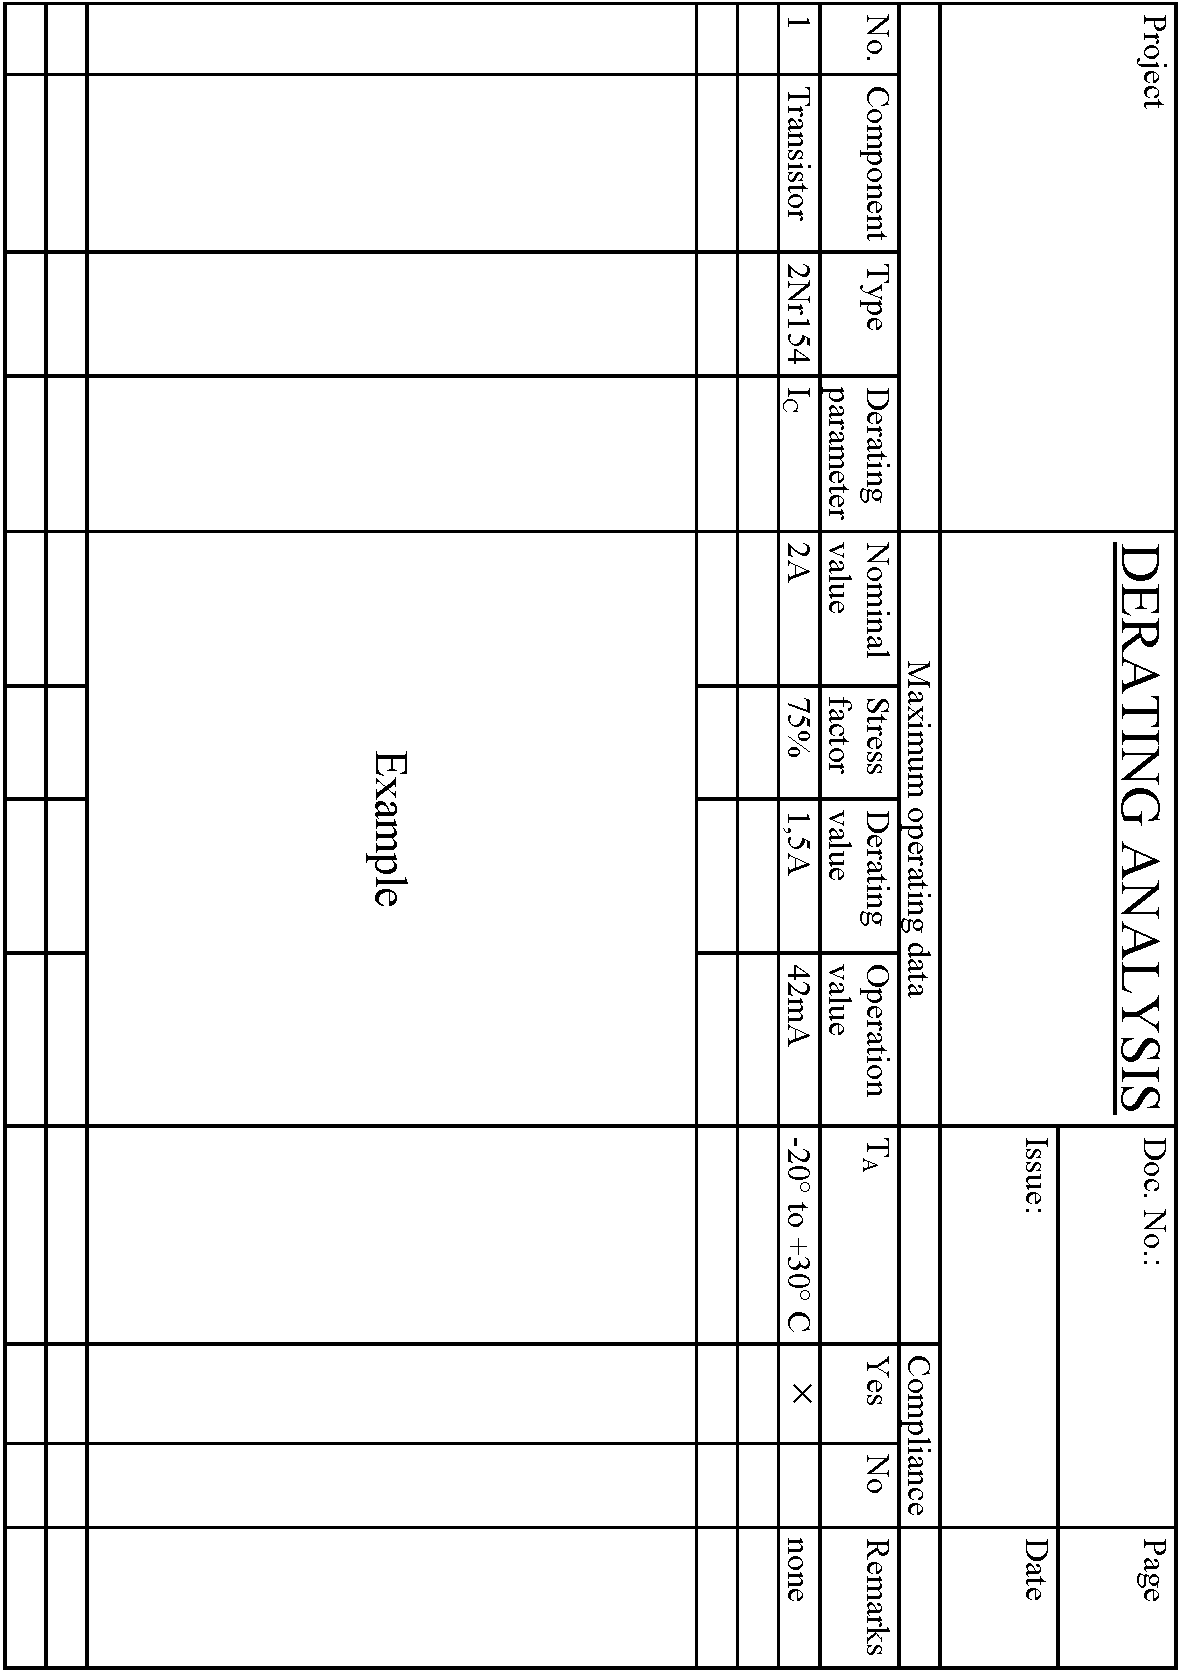 Project
DERATING ANALYSIS
Doc. No.:
Page
Issue:
Date
Maximum operating data
Compliance
No.
Component
Type
Derating
parameter
Nominal
value
Stress
factor
Derating
value
Operation
value
TA
Yes
No
Remarks
1
Transistor
2Nr154
IC
2A
75%
1,5A
42mA
-20° to +30° C
×
none
Example